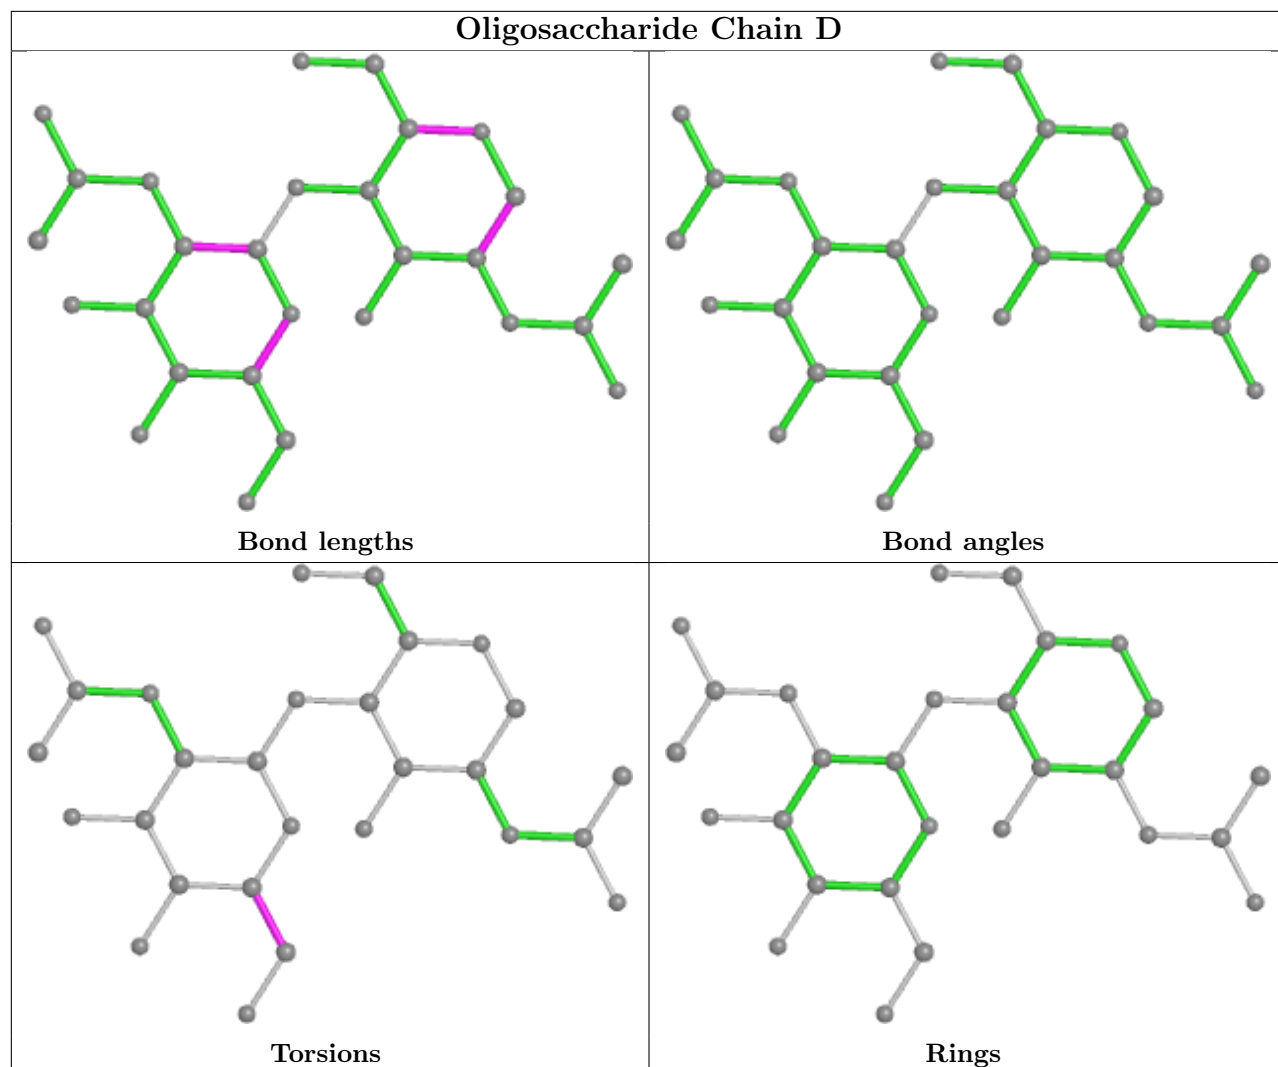 Oligosaccharide Chain D
Bond lengths
Bond angles
Torsions
Rings